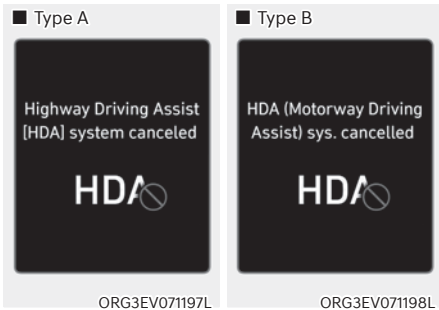 ■ Type A
Highway Driving Assist
[HDA] system canceled
HDA
ORG3EV071197L
■ Type B
HDA (Motorway Driving
Assist) sys. cancelled
HDA
ORG3EV071198L